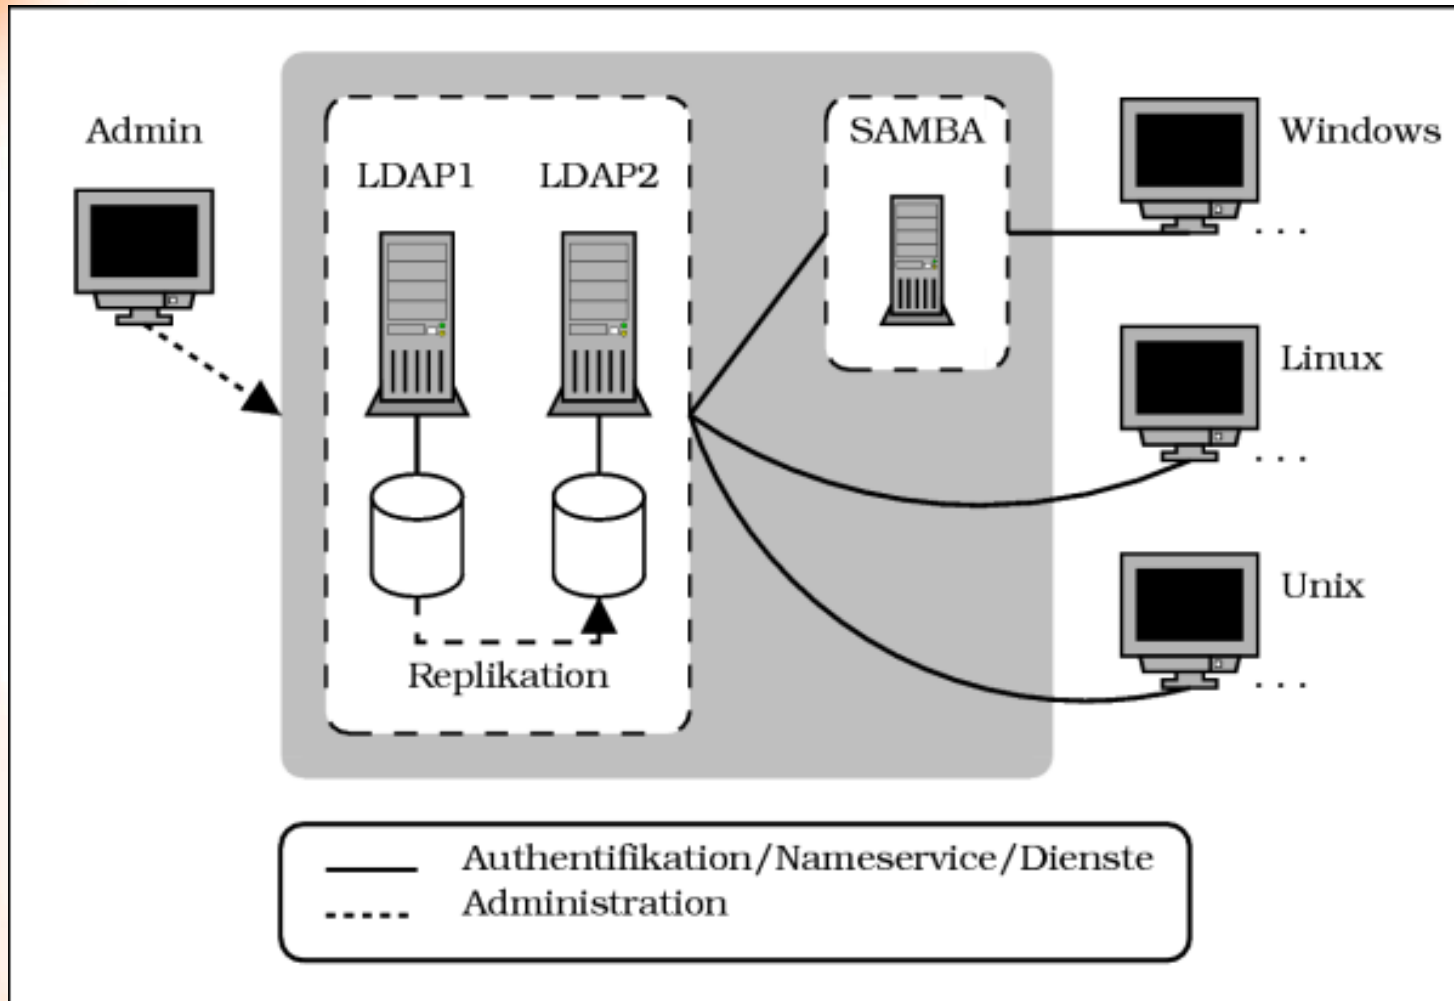 Admin
LDAP1
LDAP2
Replikation
SAMBA
Windows
. . .
Linux
. . .
Unix
. . .
Authentifikation/Nameservice/Dienste
Administration